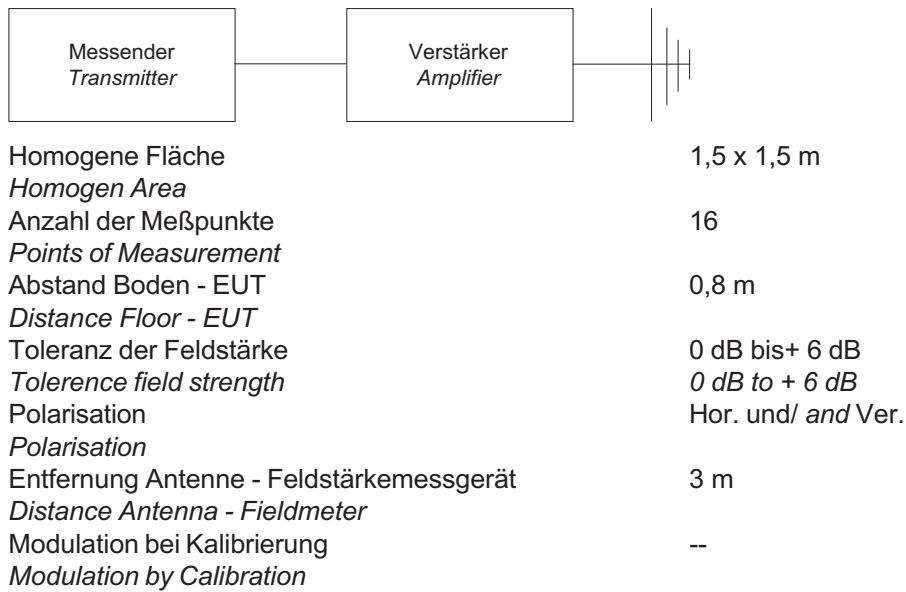 Messender
Transmitter
Verstärker
Amplifier
Homogene Fläche 1,5 x 1,5 m
Homogen Area
Anzahl der Meßpunkte 16
Points of Measurement
Abstand Boden - EUT 0,8 m
Distance Floor - EUT
Toleranz der Feldstärke 0 dB bis+ 6 dB
Tolerence field strength 0 dB to + 6 dB
Polarisation Hor. und/ and Ver.
Polarisation
Entfernung Antenne - Feldstärkemessgerät 3 m
Distance Antenna - Fieldmeter
Modulation bei Kalibrierung --
Modulation by Calibration